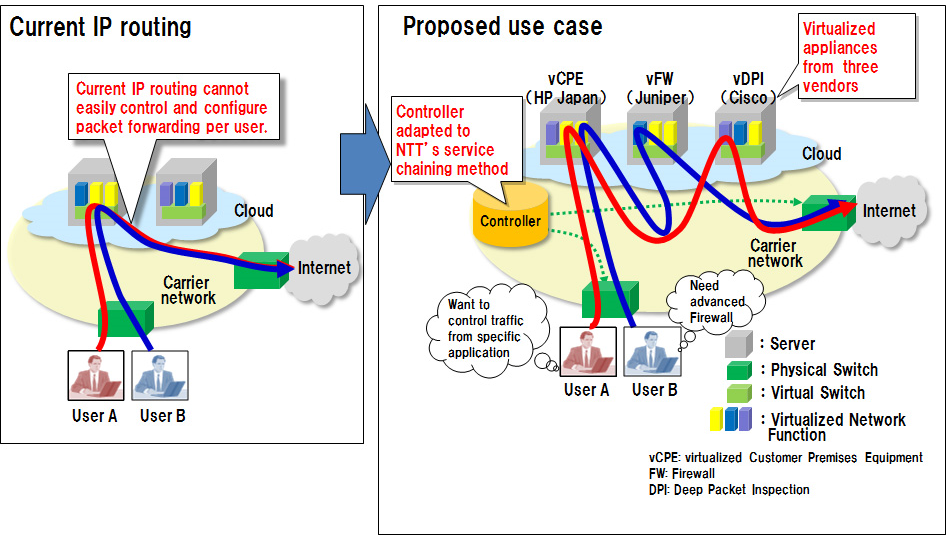 Current IP routing
Current IP routing cannot
easily control and configure
packet forwarding per user.
Cloud
Internet
Carrier
network
User A
User B
Proposed use case
Virtualized
appliances
from three
vendors
vCPE
(HP Japan)
vFW
(Juniper)
vDPI
(Cisco)
Controller
adapted to
NTT's service
chaining method
Cloud
Controller
Internet
Carrier
network
Want to
control traffic
from specific
application
Need
advanced
Firewall
User A
User B
: Server
: Physical Switch
: Virtual Switch
: Virtualized Network
Function
vCPE: virtualized Customer Premises Equipment
FW: Firewall
DPI: Deep Packet Inspection